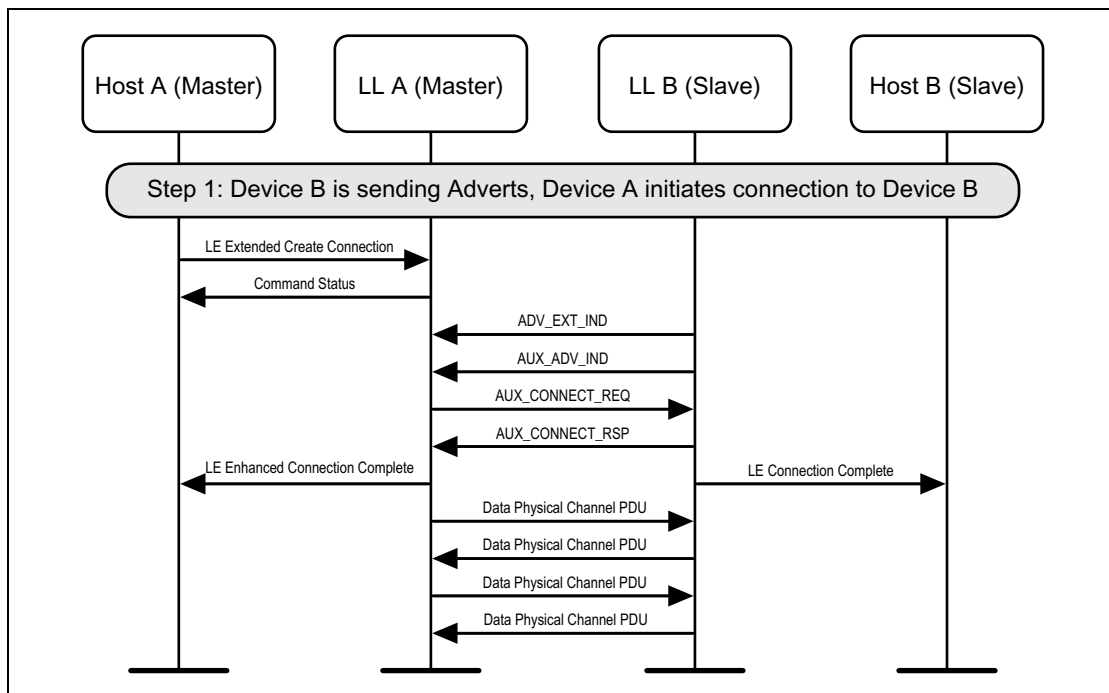 Host A (Master)
LL A (Master)
LL B (Slave)
Host B (Slave)
Step 1: Device B is sending Adverts, Device A initiates connection to Device B
LE Extended Create Connection
Command Status
ADV_EXT_IND
AUX_ADV_IND
AUX_CONNECT_REQ
AUX_CONNECT_RSP
LE Enhanced Connection Complete
LE Connection Complete
Data Physical Channel PDU
Data Physical Channel PDU
Data Physical Channel PDU
Data Physical Channel PDU